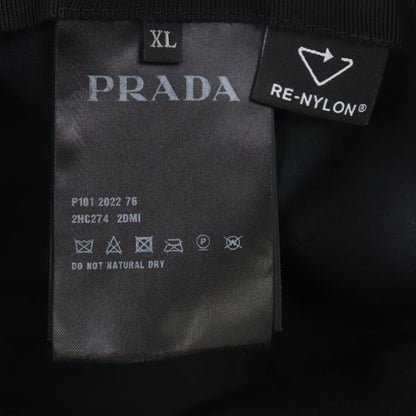 XL
PRADA
RE-NYLON®
P101 2022 76
2HC274 2DMI
P W
DO NOT NATURAL DRY